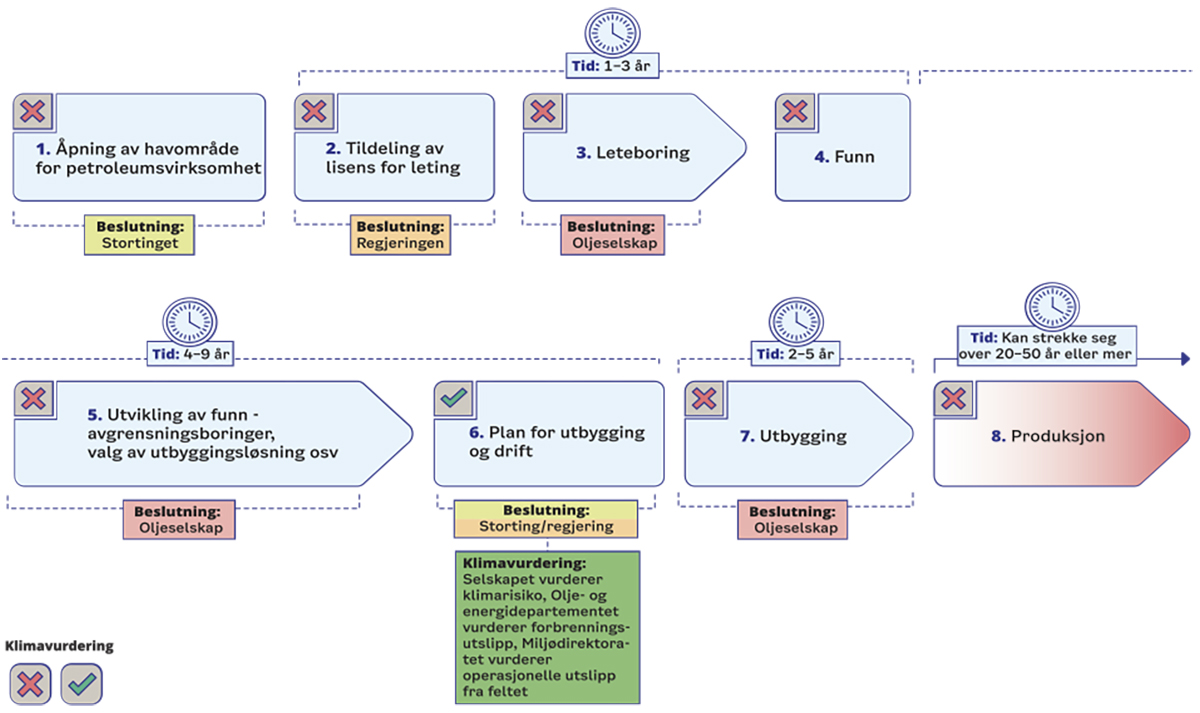 Tid: 1–3 år
1. Åpning av havområde
for petroleumsvirksomhet
2. Tildeling av
lisens for leting
3. Leteboring
4. Funn
Beslutning:
Stortinget
Beslutning:
Regjeringen
Beslutning:
Oljeselskap
Tid: 4–9 år
Tid: 2–5 år
Tid: Kan strekke seg
over 20–50 år eller mer
5. Utvikling av funn -
avgrensningsboringer,
valg av utbyggingsløsning osv
6. Plan for utbygging
og drift
7. Utbygging
8. Produksjon
Beslutning:
Oljeselskap
Beslutning:
Storting/regjering
Beslutning:
Oljeselskap
Klimavurdering:
Selskapet vurderer
klimarisiko, Olje- og
energidepartementet
vurderer forbrennings-
utslipp, Miljødirektora-
tet vurderer
operasjonelle utslipp
fra feltet
Klimavurdering